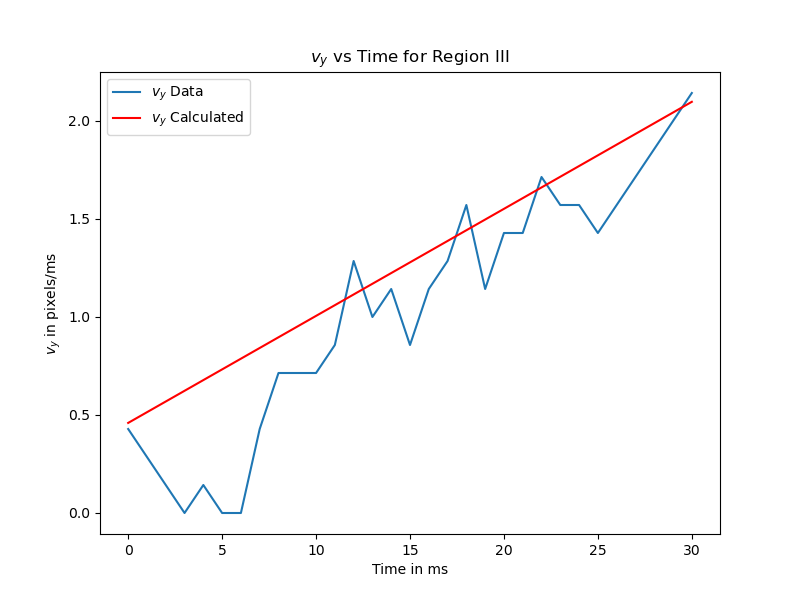 v_y vs Time for Region III
v_y Data
v_y Calculated
v_y in pixels/ms
2.0
1.5
1.0
0.5
0.0
0 5 10 15 20 25 30
Time in ms